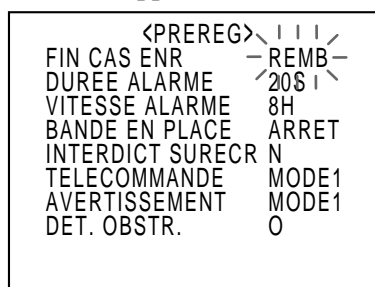 <PREREG>
FIN CAS ENR REMB
DUREE ALARME 20S
VITESSE ALARME 8H
BANDE EN PLACE ARRET
INTERDICT SURECR N
TELECOMMANDE MODE1
AVERTISSEMENT MODE1
DET. OBSTR. O